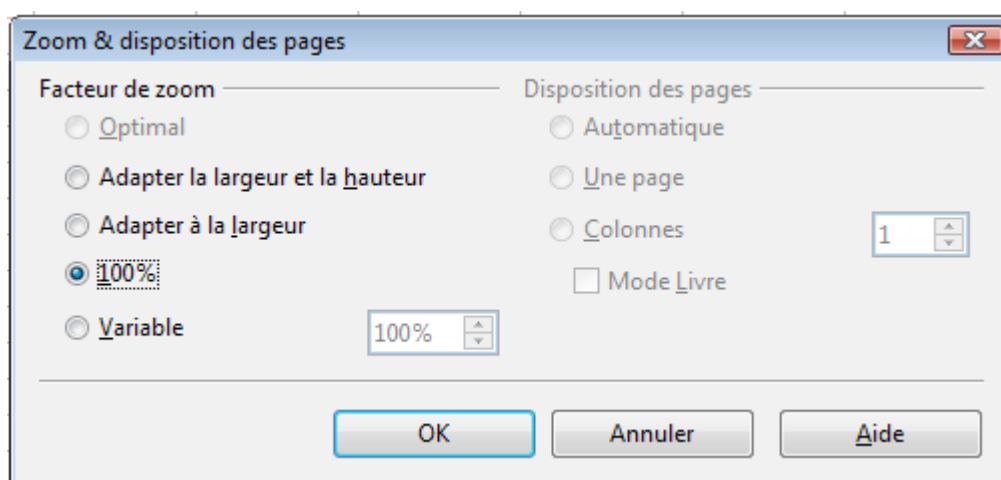 Zoom & disposition des pages
Facteur de zoom
Optimal
Adapter la largeur et la hauteur
Adapter à la largeur
100%
Variable
100%
Disposition des pages
Automatique
Une page
Colonnes
1
Mode Livre
OK
Annuler
Aide